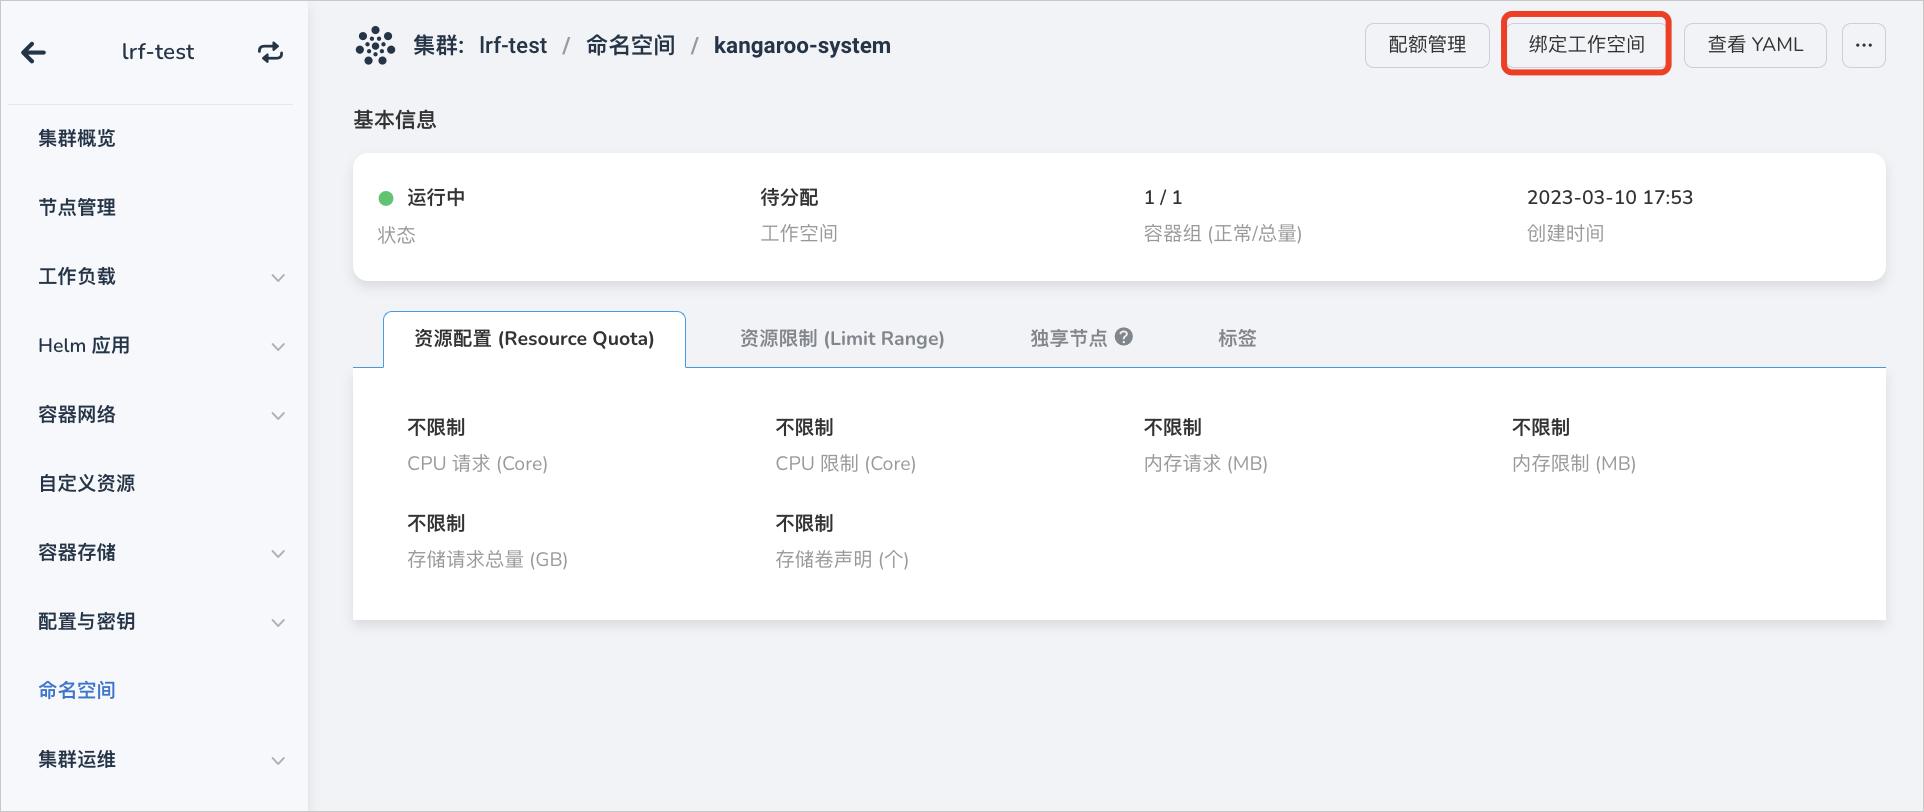 lrf-test
集群概览
节点管理
工作负载
Helm 应用
容器网络
自定义资源
容器存储
配置与密钥
命名空间
集群运维
集群: lrf-test / 命名空间 / kangaroo-system
配额管理
绑定工作空间
查看 YAML
基本信息
运行中
状态
待分配
工作空间
1 / 1
容器组 (正常/总量)
2023-03-10 17:53
创建时间
资源配置 (Resource Quota)
资源限制 (Limit Range)
独享节点
标签
不限制
CPU 请求 (Core)
不限制
CPU 限制 (Core)
不限制
内存请求 (MB)
不限制
内存限制 (MB)
不限制
存储请求总量 (GB)
不限制
存储卷声明 (个)